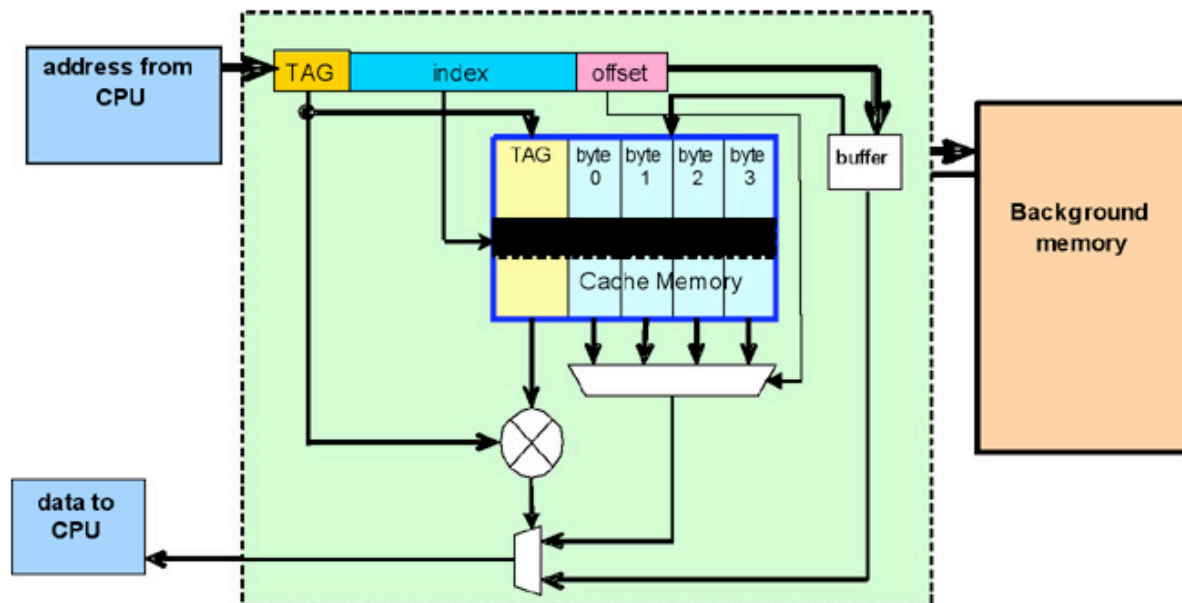 address from
CPU
TAG
index
offset
TAG
byte
0
byte
1
byte
2
byte
3
buffer
Cache Memory
Background
memory
data to
CPU